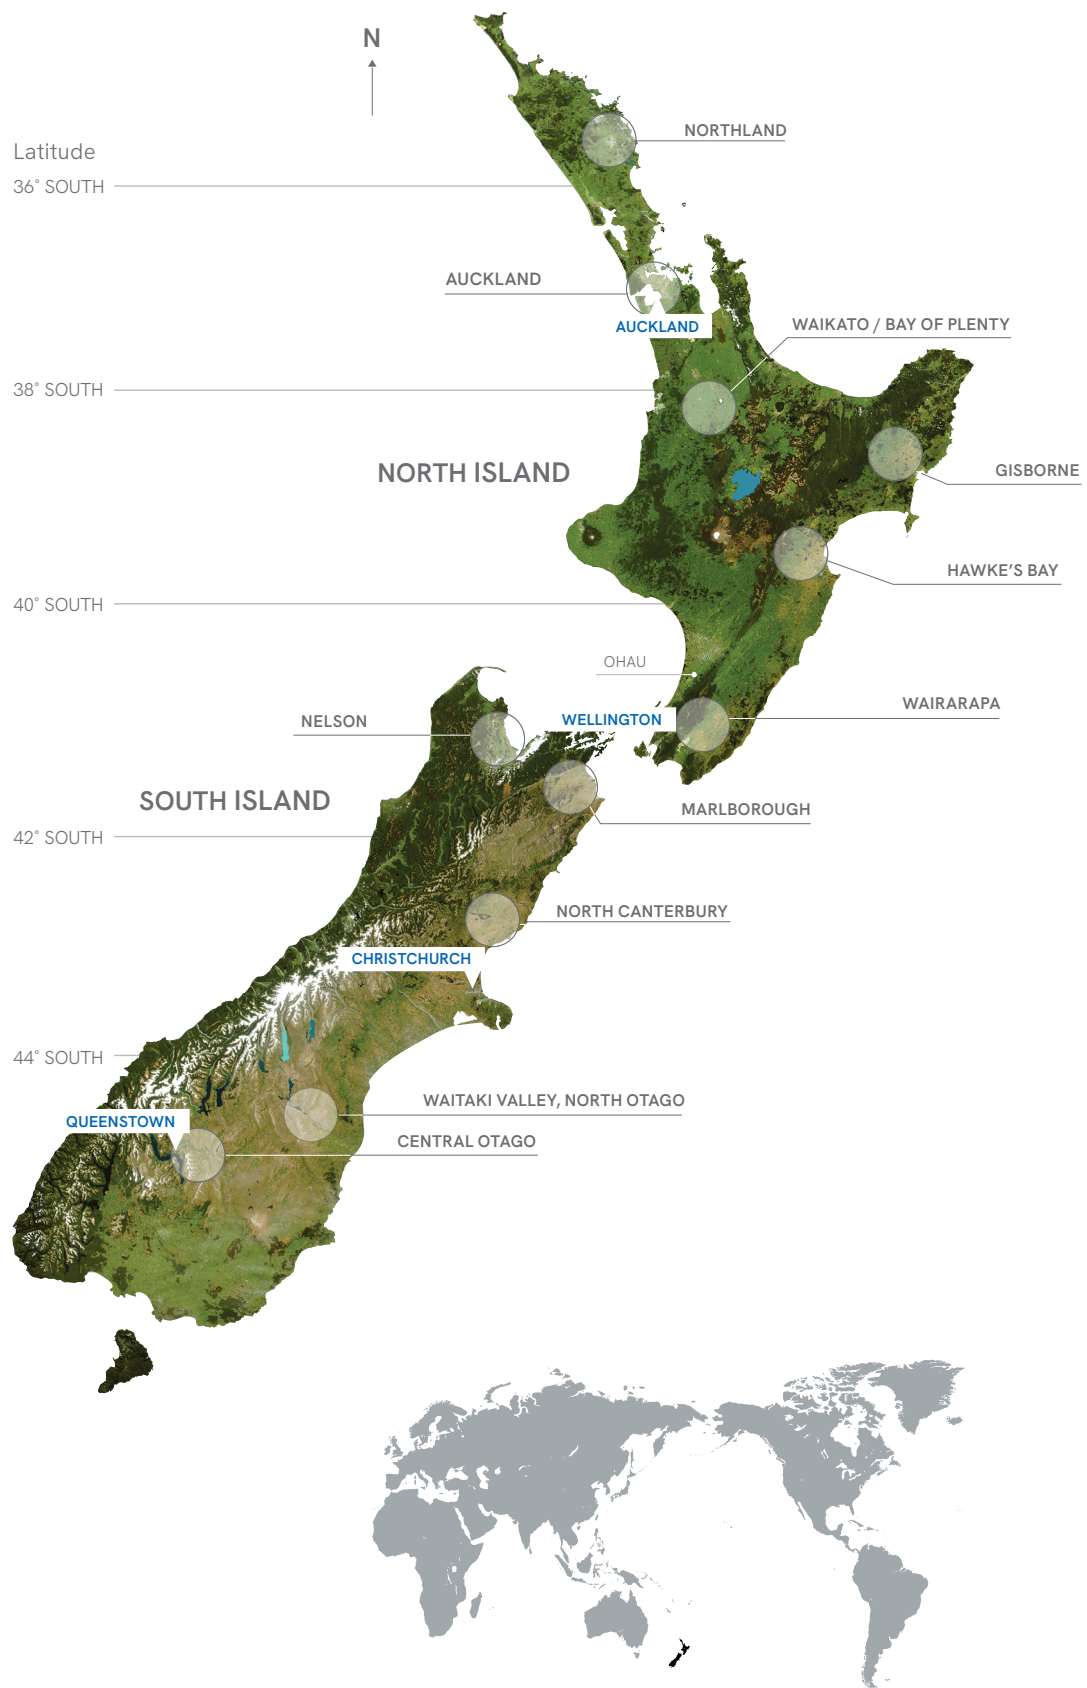 N
NORTHLAND
Latitude
36° SOUTH
AUCKLAND
AUCKLAND
WAIKATO / BAY OF PLENTY
38° SOUTH
NORTH ISLAND
GISBORNE
HAWKE'S BAY
40° SOUTH
OHAU
WAIRARAPA
WELLINGTON
NELSON
SOUTH ISLAND
MARLBOROUGH
42° SOUTH
NORTH CANTERBURY
CHRISTCHURCH
44° SOUTH
WAITAKI VALLEY, NORTH OTAGO
QUEENSTOWN
CENTRAL OTAGO